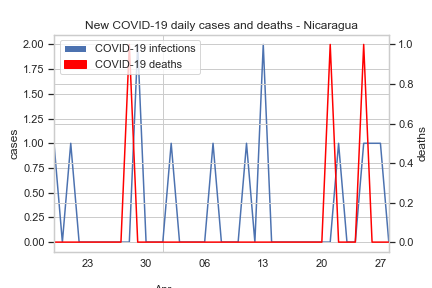 New COVID-19 daily cases and deaths - Nicaragua
COVID-19 infections
COVID-19 deaths
cases
2.00
1.75
1.50
1.25
1.00
0.75
0.50
0.25
0.00
deaths
1.0
0.8
0.6
0.4
0.2
0.0
23 30 06 13 20 27